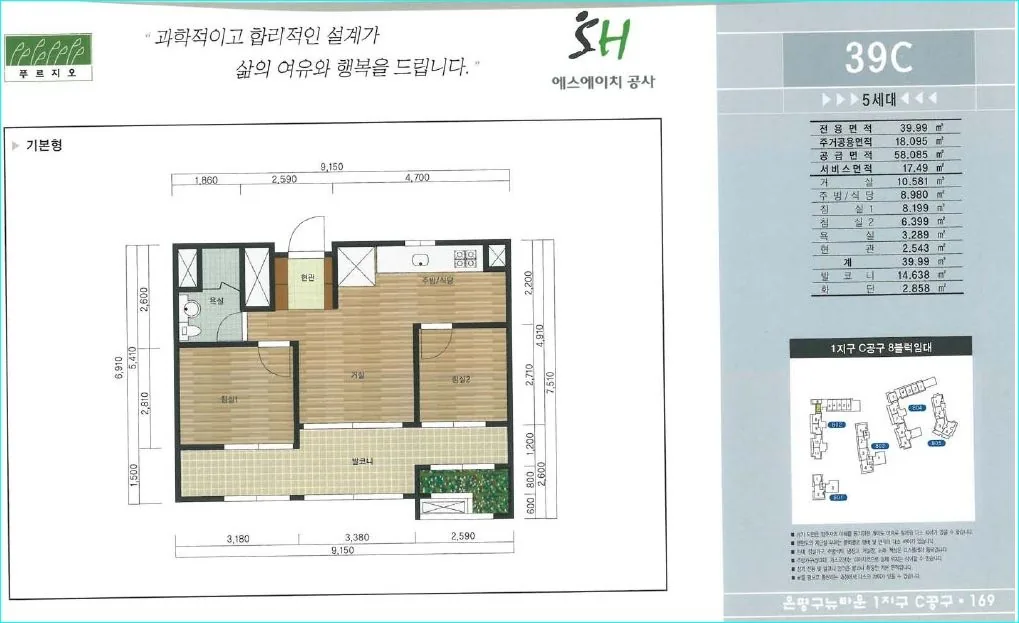 푸르지오
“과학적이고 합리적인 설계가
삶의 여유와 행복을 드립니다.”
SH
에스에이치 공사
기본형
9,150
1,860 2,590 4,700
현관
욕실
주방/식당
거실
침실1
침실2
발코니
6,910
5,410
2,600
2,810
1,500
2,200
4,910
2,710
7,510
1,200
800
2,600
600
3,180 3,380 2,590
9,150
39C
5세대
전용면적 39.99 ㎡
주거공용면적 18.095 ㎡
공급면적 58.085 ㎡
서비스면적 17.49 ㎡
거실 10.581 ㎡
주방/식당 8.980 ㎡
침실1 8.199 ㎡
침실2 6.399 ㎡
욕실 3.289 ㎡
현관 2.543 ㎡
계 39.99 ㎡
발코니 14.638 ㎡
화단 2.858 ㎡
1지구 C공구 8블럭임대
804
802
803
805
801
은평구뉴타운 1지구 C공구 • 169